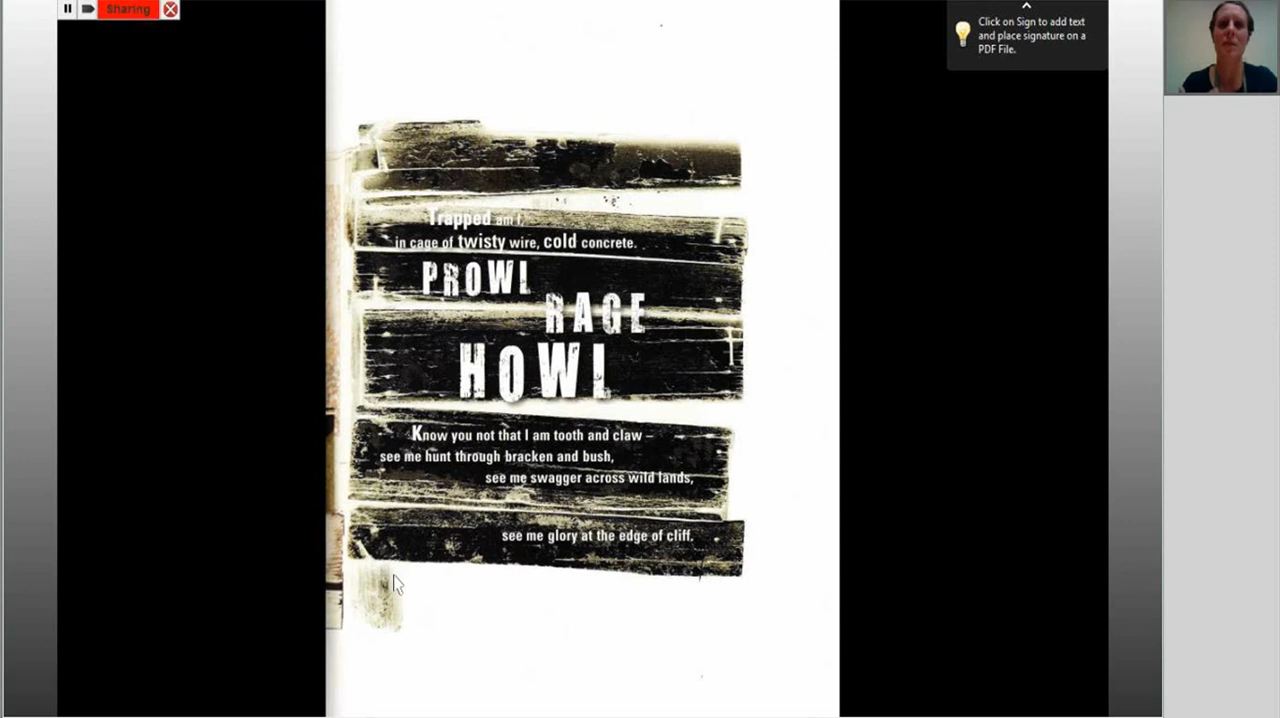 Sharing
Click on Sign to add text
and place signature on a
PDF File.
Trapped am I,
in cage of twisty wire, cold concrete.
PROWL
RAGE
HOWL
Know you not that I am tooth and claw –
see me hunt through bracken and bush,
see me swagger across wild lands,
see me glory at the edge of cliff.